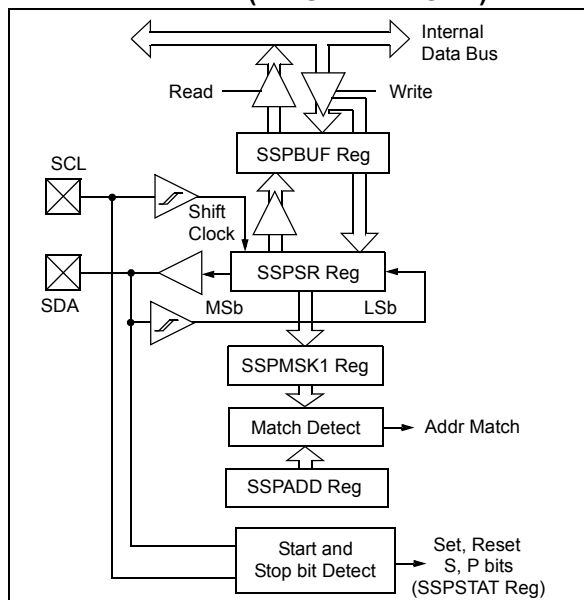 Internal
Data Bus
Read
Write
SSPBUF Reg
SCL
Shift
Clock
SSPSR Reg
SDA
MSb
LSb
SSPMSK1 Reg
Match Detect
Addr Match
SSPADD Reg
Start and
Stop bit Detect
Set, Reset
S, P bits
(SSPSTAT Reg)